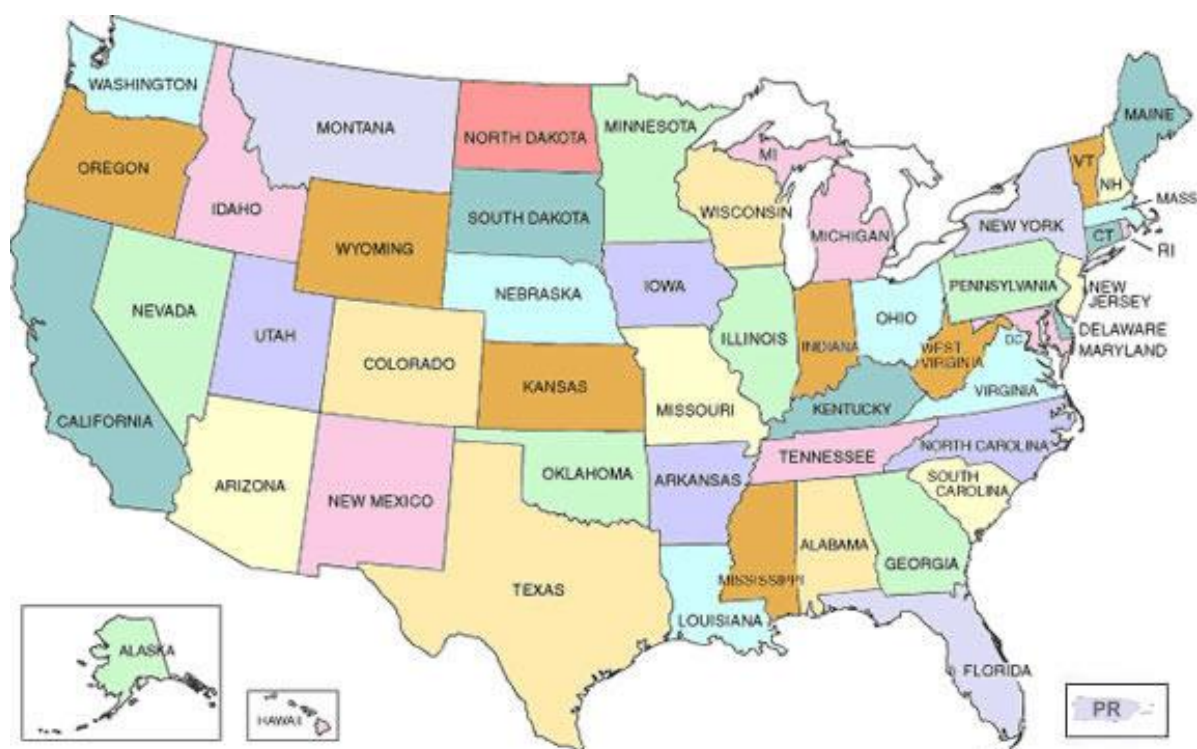 WASHINGTON
OREGON
CALIFORNIA
NEVADA
IDAHO
MONTANA
WYOMING
UTAH
ARIZONA
COLORADO
NEW MEXICO
NORTH DAKOTA
SOUTH DAKOTA
NEBRASKA
KANSAS
OKLAHOMA
TEXAS
MINNESOTA
IOWA
MISSOURI
ARKANSAS
LOUISIANA
WISCONSIN
ILLINOIS
MI
MICHIGAN
INDIANA
OHIO
KENTUCKY
TENNESSEE
MISSISSIPPI
ALABAMA
GEORGIA
FLORIDA
SOUTH
CAROLINA
NORTH CAROLINA
VIRGINIA
WEST
VIRGINIA
DC
PENNSYLVANIA
NEW YORK
VT
NH
MAINE
MASS
CT
RI
NEW
JERSEY
DELAWARE
MARYLAND
ALASKA
HAWAII
PR